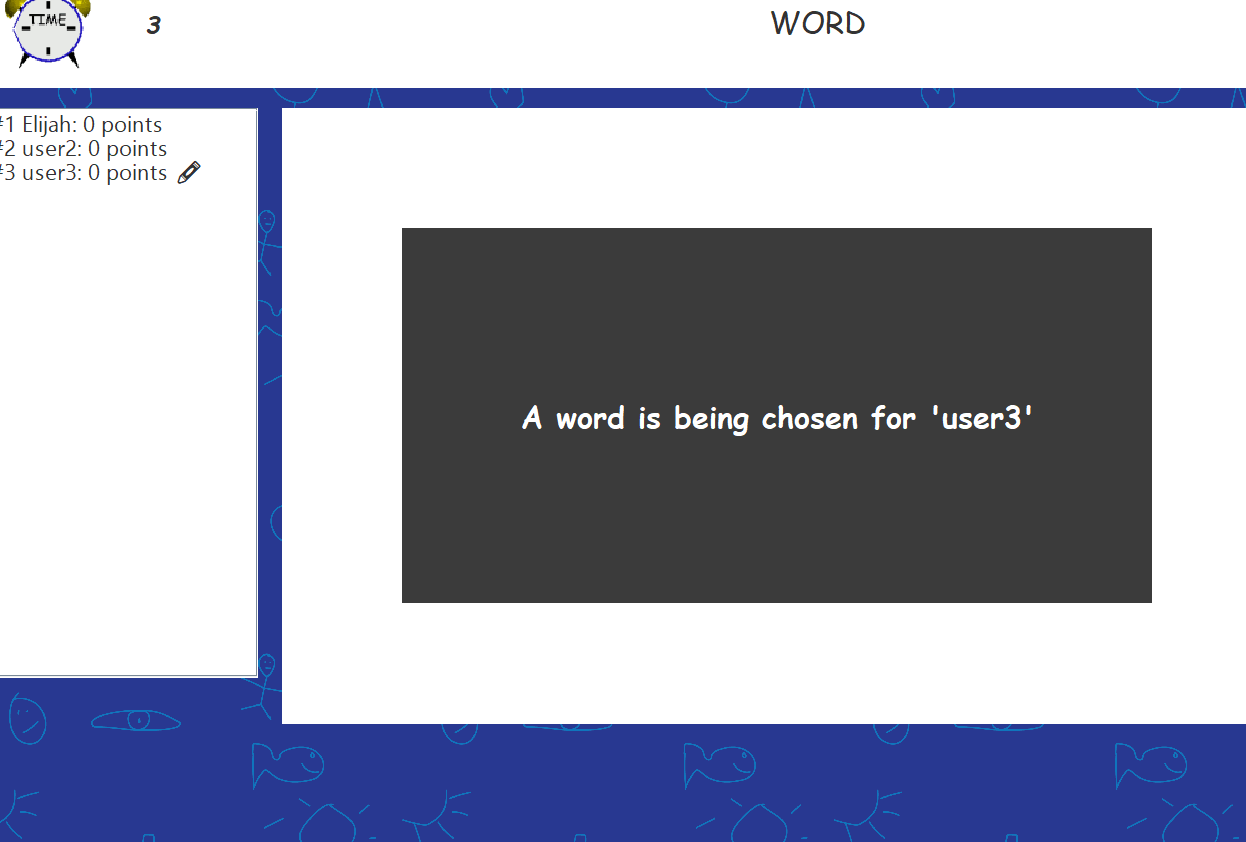 TIME
3
WORD
#1 Elijah: 0 points
#2 user2: 0 points
#3 user3: 0 points
A word is being chosen for 'user3'